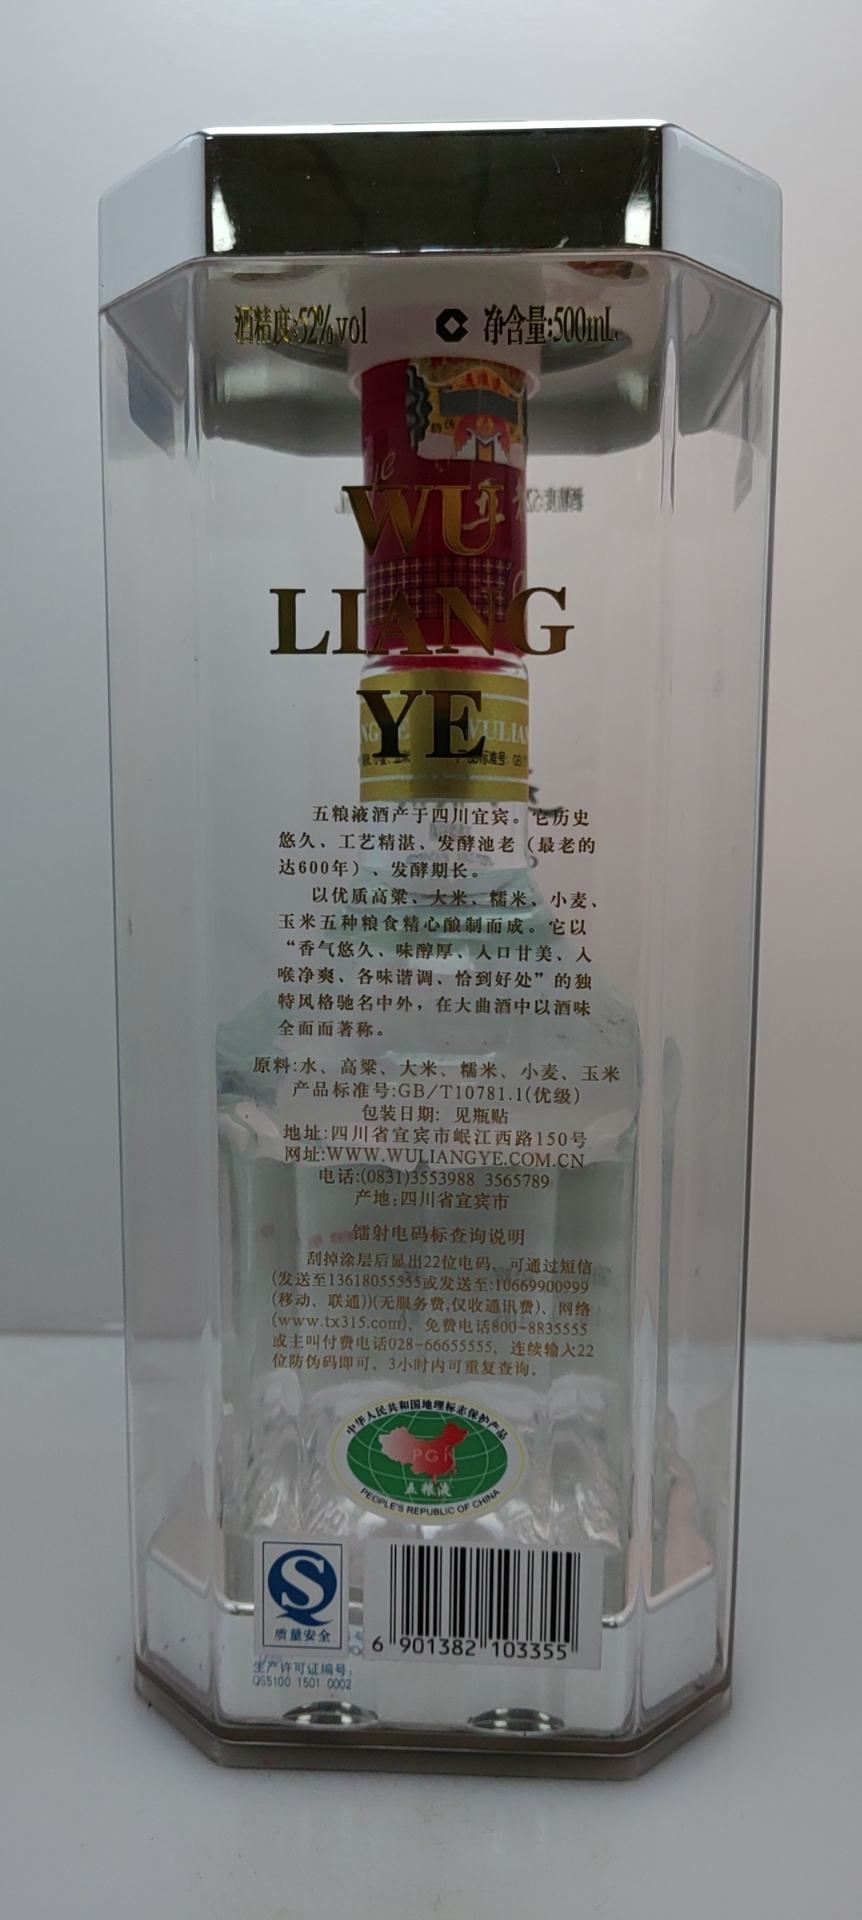 酒精度:52%vol 净含量:500mL
WU
LIANG
YE
五粮液酒产于四川宜宾。它历史
悠久、工艺精湛、发酵池老（最老的
达600年）、发酵期长。
以优质高粱、大米、糯米、小麦、
玉米五种粮食精心酿制而成。它以
“香气悠久、味醇厚、入口甘美、入
喉净爽、各味谐调、恰到好处”的独
特风格驰名中外，在大曲酒中以酒味
全面而著称。
原料:水、高粱、大米、糯米、小麦、玉米
产品标准号:GB/T10781.1(优级)
包装日期: 见瓶贴
地址:四川省宜宾市岷江西路150号
网址:WWW.WULIANGYE.COM.CN
电话:(0831)3553988 3565789
产地:四川省宜宾市
镭射电码标查询说明
刮掉涂层后显出22位电码、可通过短信
(发送至13618055555或发送至:10669900999
(移动、联通))(无服务费,仅收通讯费)、网络
(www.tx315.com)、免费电话800-8835555
或主叫付费电话028-66655555, 连续输入22
位防伪码即可。3小时内可重复查询。
中华人民共和国地理标志保护产品
PGI
五粮液
PEOPLE'S REPUBLIC OF CHINA
质量安全
6 901382 103355
生产许可证编号:
QS5100 1501 0002